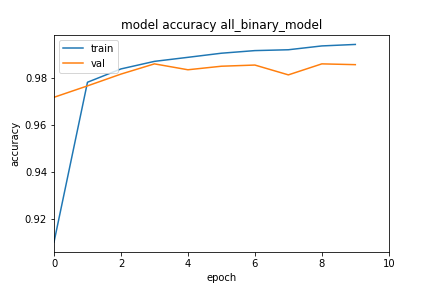 model accuracy all_binary_model
train
val
accuracy
0.98
0.96
0.94
0.92
0 2 4 6 8 10
epoch